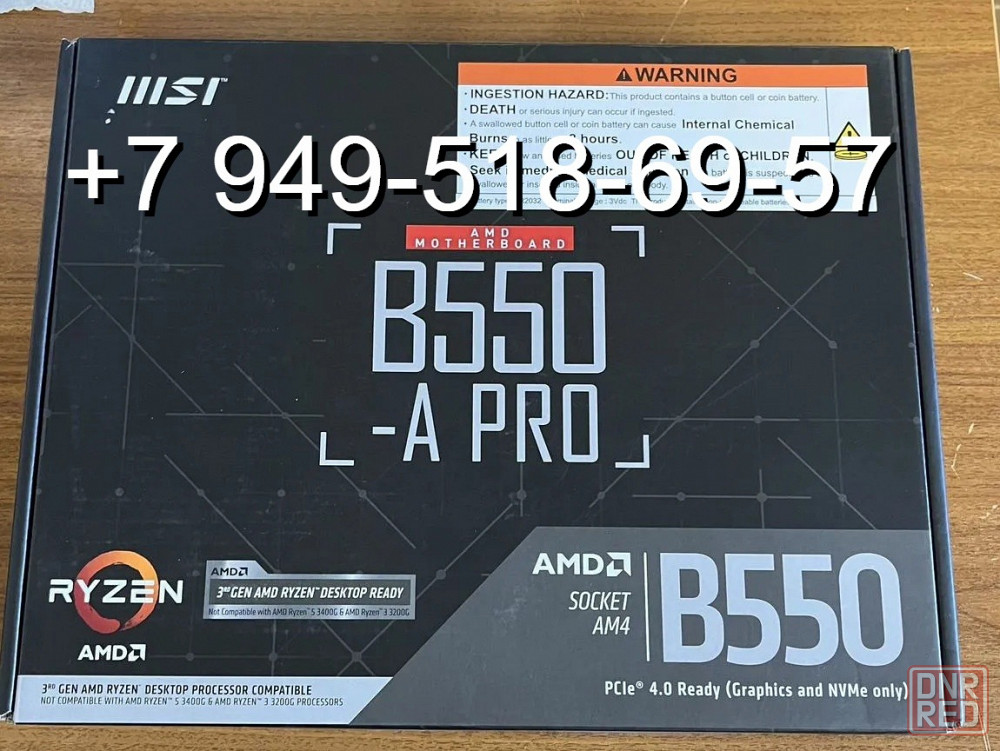 msi
WARNING
• INGESTION HAZARD: This product contains a button cell or coin battery.
• DEATH or serious injury can occur if ingested.
• A swallowed button cell or coin battery can cause Internal Chemical
Burns as little hours.
+7 949-518-69-57
AMD
MOTHERBOARD
B550
-A PRO
RYZEN
AMD
AMD
3RD GEN AMD RYZEN™ DESKTOP READY
Not Compatible with AMD Ryzen™ 5 3400G & AMD Ryzen™ 3 3200G
AMD
SOCKET
AM4
B550
3RD GEN AMD RYZEN™ DESKTOP PROCESSOR COMPATIBLE
NOT COMPATIBLE WITH AMD RYZEN™ 5 3400G & AMD RYZEN™ 3 3200G PROCESSORS
PCIe® 4.0 Ready (Graphics and NVMe only)
DNR
RED